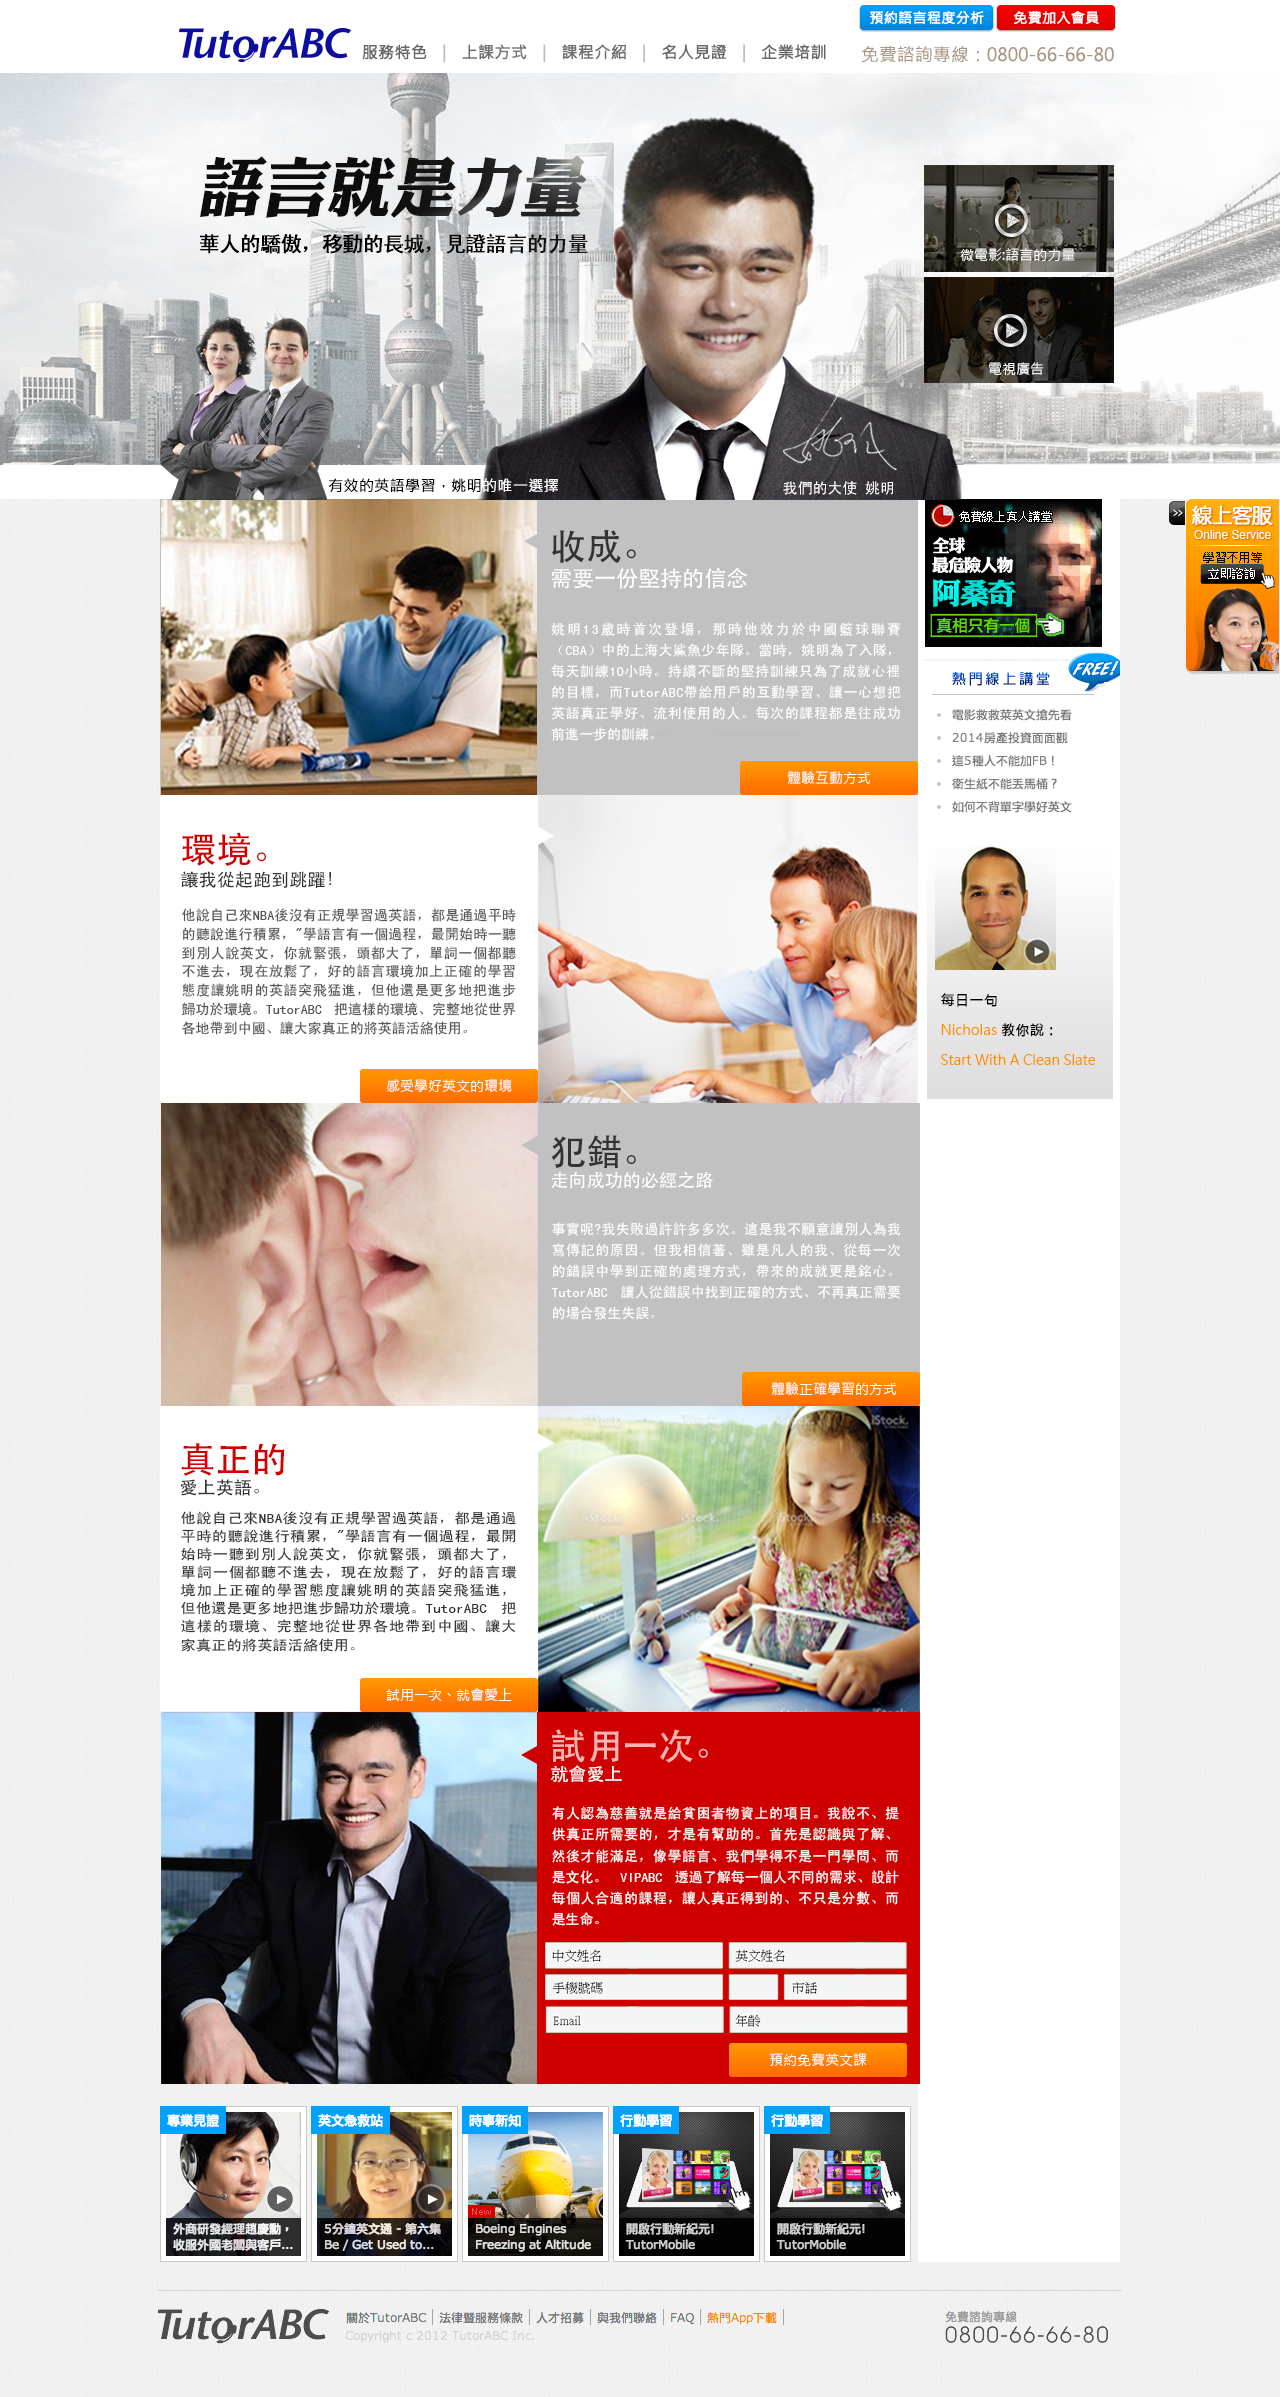 預約語言程度分析
免費加入會員
TutorABC
服務特色 | 上課方式 | 課程介紹 | 名人見證 | 企業培訓
免費諮詢專線：0800-66-66-80
語言就是力量
華人的驕傲，移動的長城，見證語言的力量
微電影:語言的力量
電視廣告
有效的英語學習．姚明的唯一選擇
我們的大使 姚明
收成。
需要一份堅持的信念
姚明13歲時首次登場，那時他效力於中國籃球聯賽
（CBA）中的上海大鯊魚少年隊。當時，姚明為了入隊，
每天訓練10小時。持續不斷的堅持訓練只為了成就心裡
的目標，而TutorABC帶給用戶的互動學習、讓一心想把
英語真正學好、流利使用的人。每次的課程都是往成功
前進一步的訓練。
體驗互動方式
免費線上真人講堂
全球
最危險人物
阿桑奇
真相只有一個
線上客服
Online Service
學習不用等
立即諮詢
熱門線上講堂
FREE!
電影救救菜英文搶先看
2014房產投資面面觀
這5種人不能加FB！
衛生紙不能丟馬桶？
如何不背單字學好英文
環境。
讓我從起跑到跳躍！
他說自己來NBA後沒有正規學習過英語，都是通過平時
的聽說進行積累，"學語言有一個過程，最開始時一聽
到別人說英文，你就緊張，頭都大了，單詞一個都聽
不進去，現在放鬆了，好的語言環境加上正確的學習
態度讓姚明的英語突飛猛進，但他還是更多地把進步
歸功於環境。TutorABC 把這樣的環境、完整地從世界
各地帶到中國、讓大家真正的將英語活絡使用。
感受學好英文的環境
每日一句
Nicholas 教你說：
Start With A Clean Slate
犯錯。
走向成功的必經之路
事實呢?我失敗過許許多多次。這是我不願意讓別人為我
寫傳記的原因。但我相信著、雖是凡人的我、從每一次
的錯誤中學到正確的處理方式，帶來的成就更是銘心。
TutorABC 讓人從錯誤中找到正確的方式、不再真正需要
的場合發生失誤。
體驗正確學習的方式
iStock.
iStock.
iStock.
iStock.
真正的
愛上英語。
他說自己來NBA後沒有正規學習過英語，都是通過
平時的聽說進行積累，"學語言有一個過程，最開
始時一聽到別人說英文，你就緊張，頭都大了，
單詞一個都聽不進去，現在放鬆了，好的語言環
境加上正確的學習態度讓姚明的英語突飛猛進，
但他還是更多地把進步歸功於環境。TutorABC 把
這樣的環境、完整地從世界各地帶到中國、讓大
家真正的將英語活絡使用。
試用一次、就會愛上
試用一次。
就會愛上
有人認為慈善就是給貧困者物資上的項目。我說不、提
供真正所需要的，才是有幫助的。首先是認識與了解、
然後才能滿足，像學語言、我們學得不是一門學問、而
是文化。 VIPABC 透過了解每一個人不同的需求、設計
每個人合適的課程，讓人真正得到的、不只是分數、而
是生命。
中文姓名
英文姓名
手機號碼
市話
Email
年齡
預約免費英文課
專業見證
外商研發經理趙慶勳，
收服外國老闆與客戶...
英文急救站
5分鐘英文通 - 第六集
Be / Get Used to...
時事新知
New
Boeing Engines
Freezing at Altitude
行動學習
開啟行動新紀元!
TutorMobile
行動學習
開啟行動新紀元!
TutorMobile
TutorABC
關於TutorABC | 法律暨服務條款 | 人才招募 | 與我們聯絡 | FAQ | 熱門App下載 |
Copyright c 2012 TutorABC Inc.
免費諮詢專線
0800-66-66-80